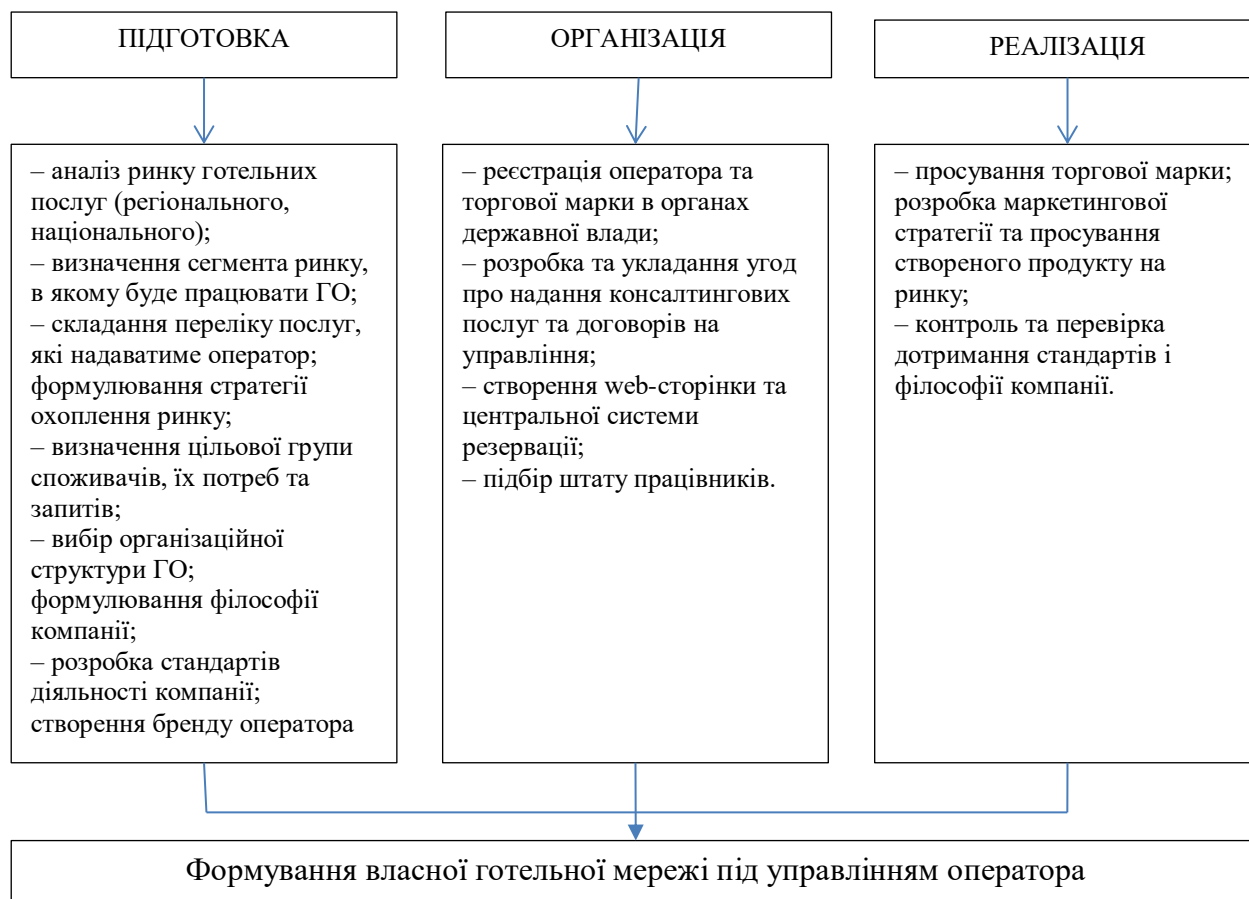 ПІДГОТОВКА
ОРГАНІЗАЦІЯ
РЕАЛІЗАЦІЯ
– аналіз ринку готельних
послуг (регіонального,
національного);
– визначення сегмента ринку,
в якому буде працювати ГО;
– складання переліку послуг,
які надаватиме оператор;
формулювання стратегії
охоплення ринку;
– визначення цільової групи
споживачів, їх потреб та
запитів;
– вибір організаційної
структури ГО;
формулювання філософії
компанії;
– розробка стандартів
діяльності компанії;
створення бренду оператора
– реєстрація оператора та
торгової марки в органах
державної влади;
– розробка та укладання угод
про надання консалтингових
послуг та договорів на
управління;
– створення web-сторінки та
центральної системи
резервації;
– підбір штату працівників.
– просування торгової марки;
розробка маркетингової
стратегії та просування
створеного продукту на
ринку;
– контроль та перевірка
дотримання стандартів і
філософії компанії.
Формування власної готельної мережі під управлінням оператора